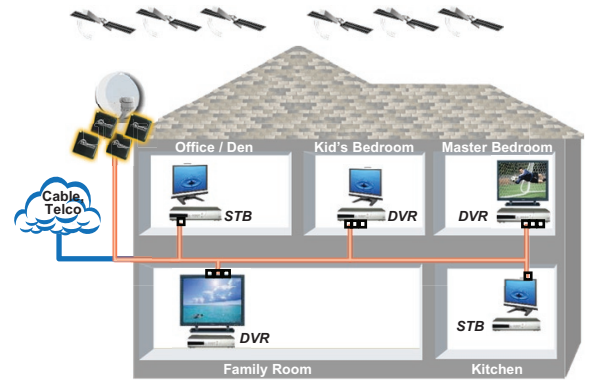 Office / Den
Kid's Bedroom
Master Bedroom
Cable,
Telco
STB
DVR
DVR
STB
DVR
Family Room
Kitchen